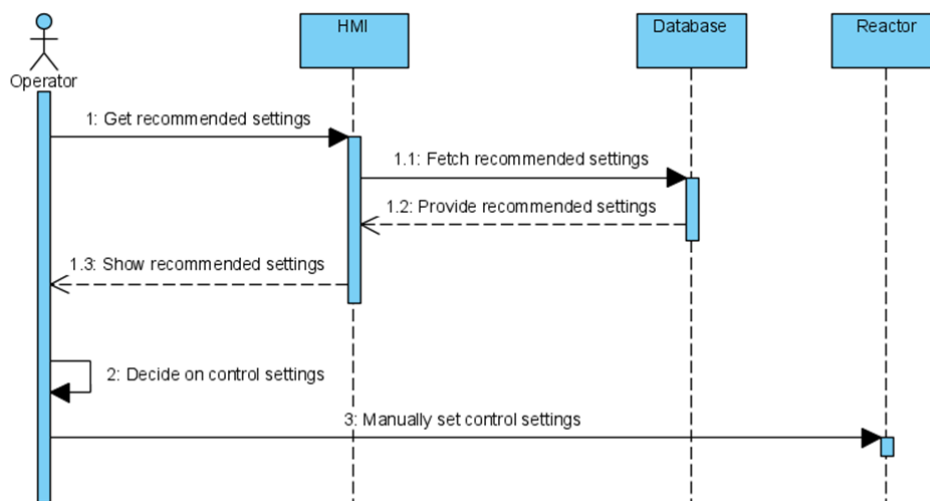 HMI
Database
Reactor
Operator
1: Get recommended settings
1.1: Fetch recommended settings
1.2: Provide recommended settings
1.3: Show recommended settings
2: Decide on control settings
3: Manually set control settings